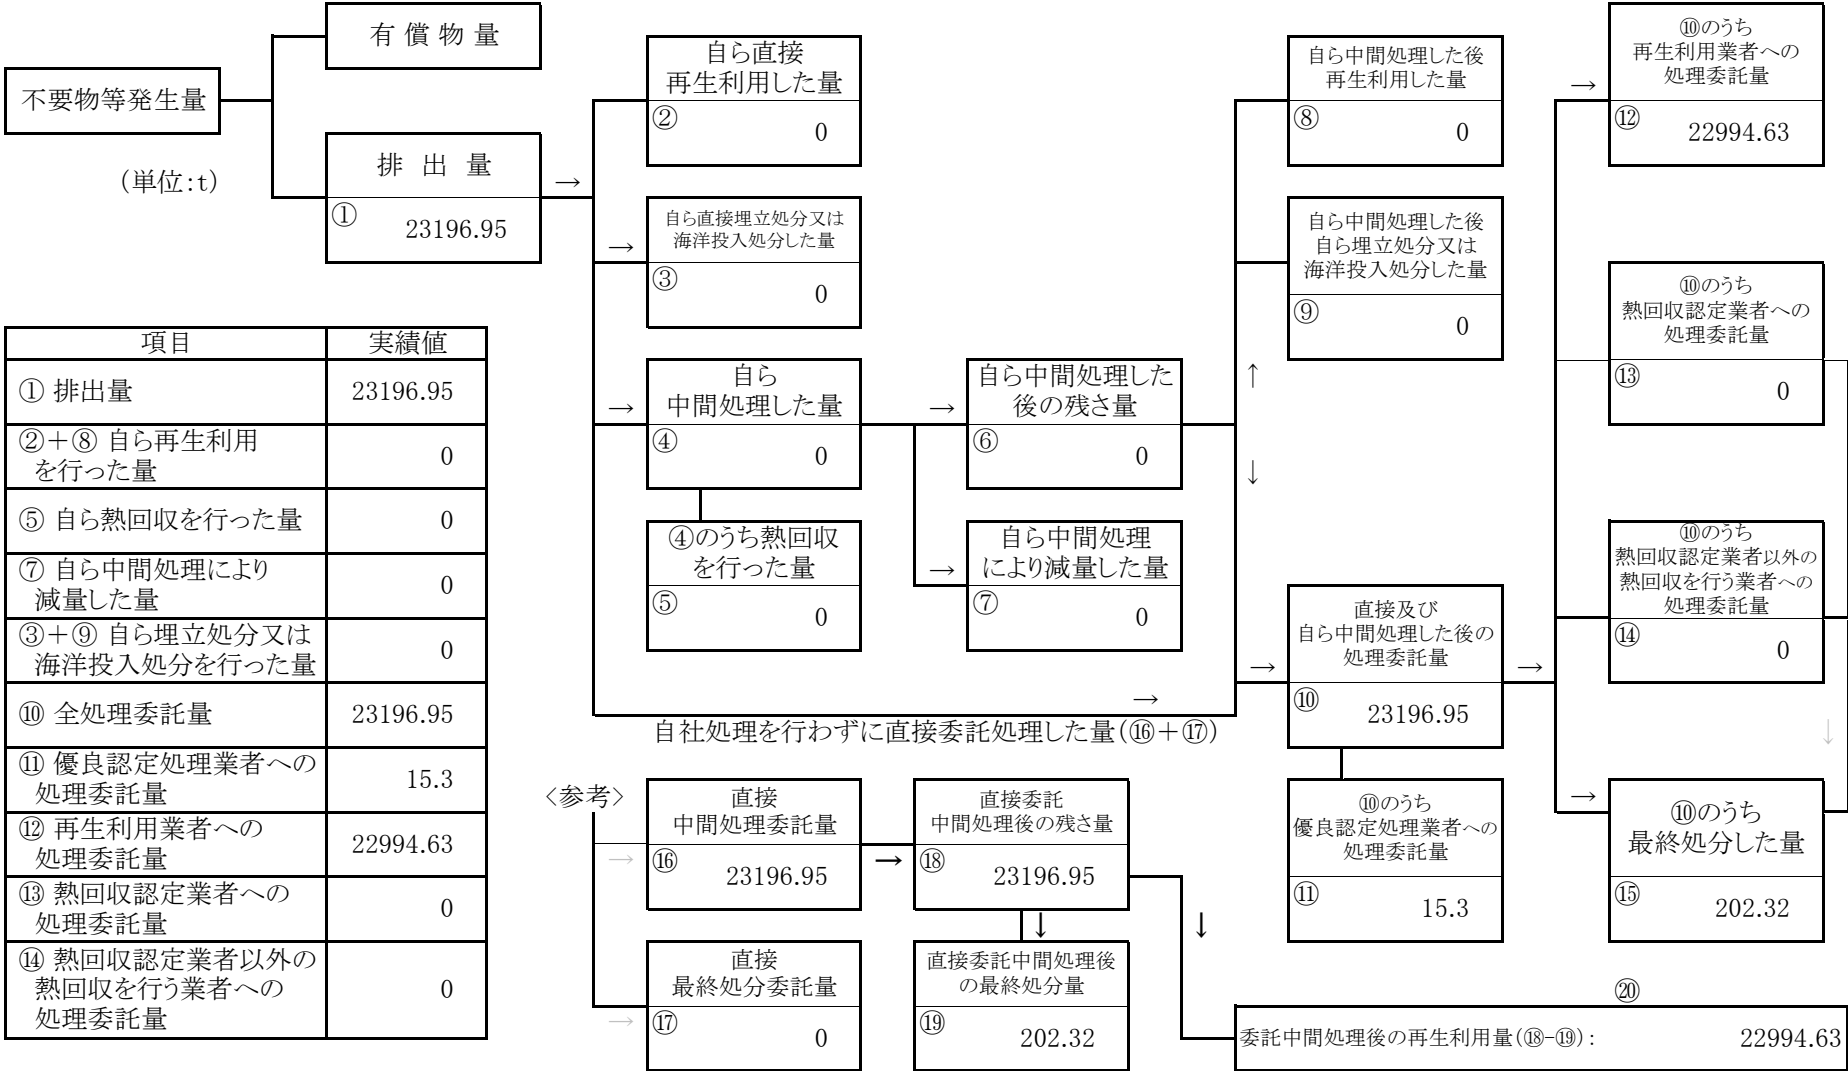 有 償 物 量
不要物等発生量
(単位:t)
排 出 量
①
23196.95
→
自ら直接
再生利用した量
②
0
→
自ら直接埋立処分又は
海洋投入処分した量
③
0
→
自ら
中間処理した量
④
0
④のうち熱回収
を行った量
⑤
0
→
自ら中間処理した
後の残さ量
⑥
0
→
自ら中間処理
により減量した量
⑦
0
自ら中間処理した後
再生利用した量
⑧
0
自ら中間処理した後
自ら埋立処分又は
海洋投入処分した量
⑨
0
↑
↓
→
自社処理を行わずに直接委託処理した量(⑯+⑰)
→
直接及び
自ら中間処理した後の
処理委託量
⑩
23196.95
⑩のうち
優良認定処理業者への
処理委託量
⑪
15.3
→
→
⑩のうち
再生利用業者への
処理委託量
⑫
22994.63
⑩のうち
熱回収認定業者への
処理委託量
⑬
0
⑩のうち
熱回収認定業者以外の
熱回収を行う業者への
処理委託量
⑭
0
↓
→
⑩のうち
最終処分した量
⑮
202.32
項目 実績値
① 排出量 23196.95
②+⑧ 自ら再生利用
を行った量 0
⑤ 自ら熱回収を行った量 0
⑦ 自ら中間処理により
減量した量 0
③+⑨ 自ら埋立処分又は
海洋投入処分を行った量 0
⑩ 全処理委託量 23196.95
⑪ 優良認定処理業者への
処理委託量 15.3
⑫ 再生利用業者への
処理委託量 22994.63
⑬ 熱回収認定業者への
処理委託量 0
⑭ 熱回収認定業者以外の
熱回収を行う業者への
処理委託量 0
〈参考〉
→
直接
中間処理委託量
⑯
23196.95
→
直接委託
中間処理後の残さ量
⑱
23196.95
↓
↓
→
直接
最終処分委託量
⑰
0
直接委託中間処理後
の最終処分量
⑲
202.32
⑳
委託中間処理後の再生利用量(⑱-⑲): 22994.63